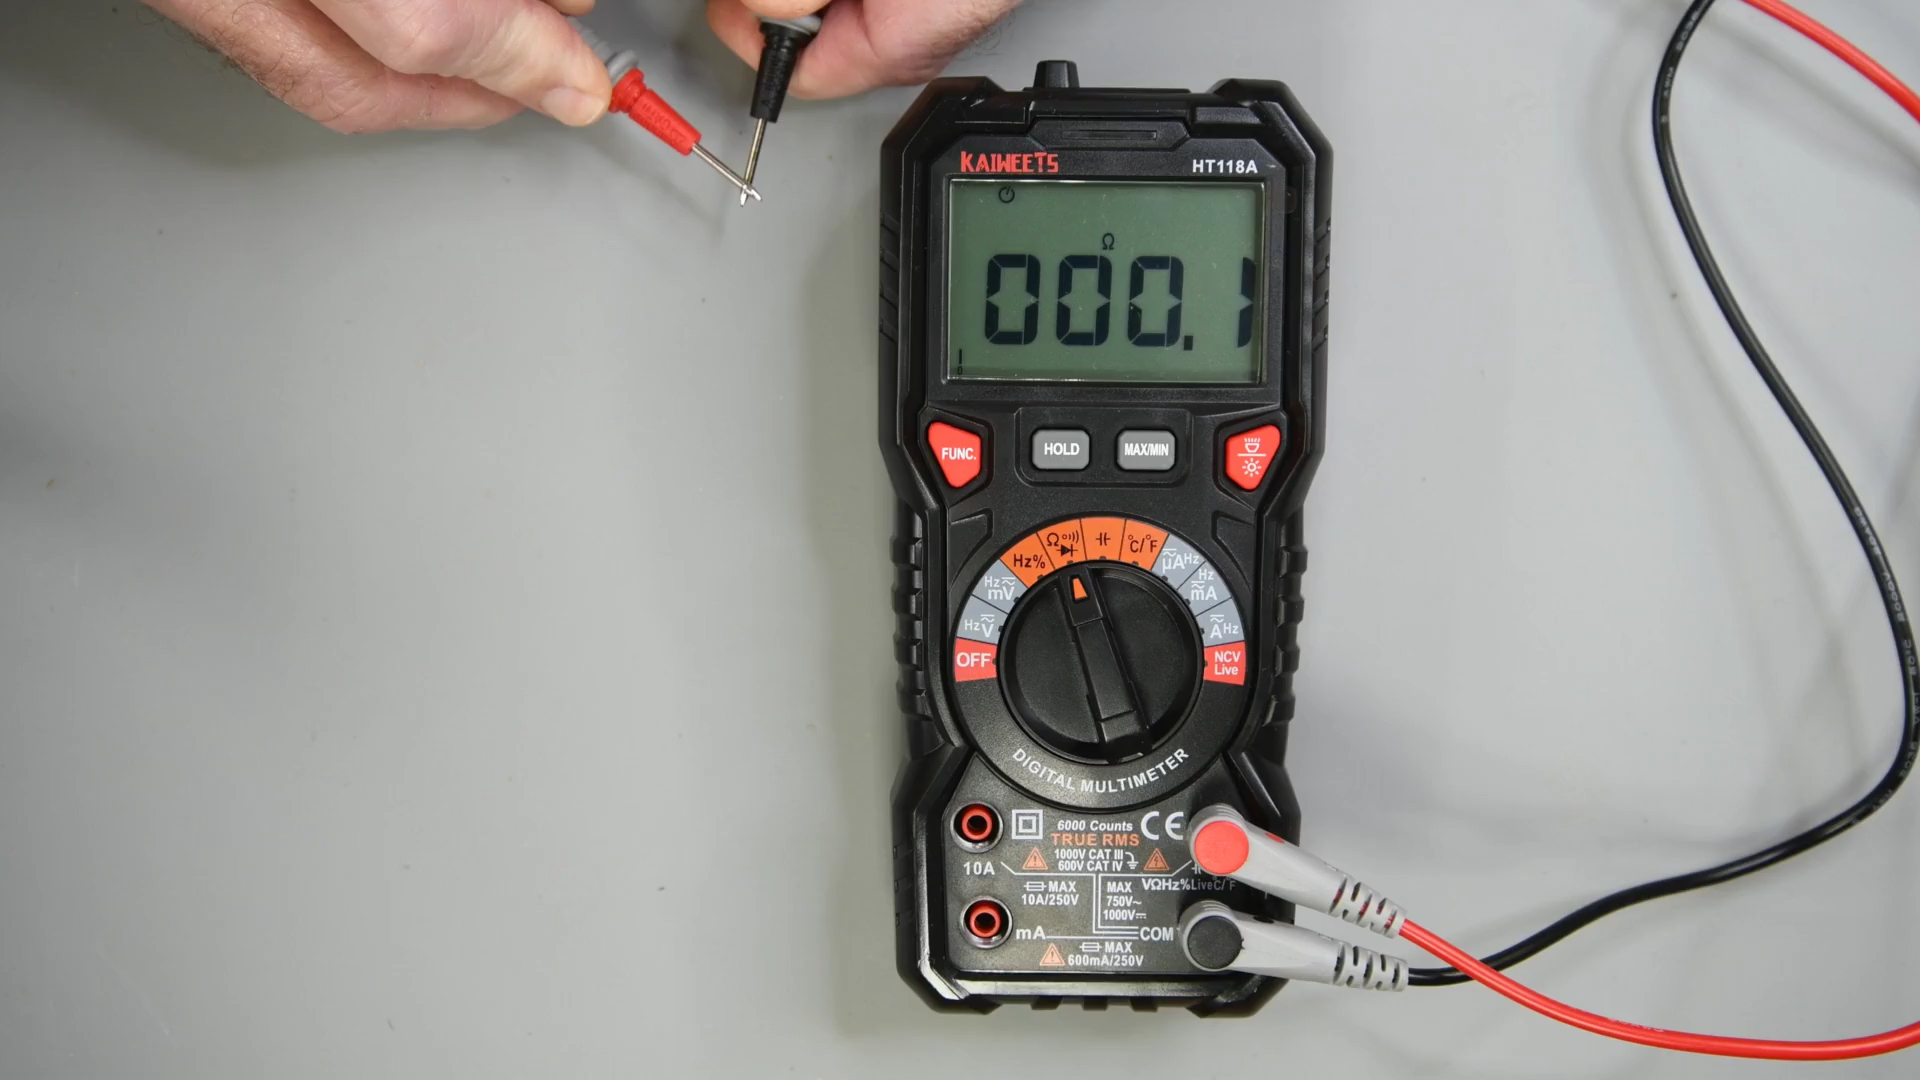 KAIWEETS HT118A
Ω
000.1
FUNC. HOLD MAX/MIN
Hz% Ω °C/°F
Hz mV μA Hz
Hz mA
Hz V A Hz
OFF NCV Live
DIGITAL MULTIMETER
6000 Counts CE
TRUE RMS
1000V CAT III
600V CAT IV
10A
MAX MAX VΩHz%LiveC/°F
10A/250V 750V~
1000V
mA COM
MAX
600mA/250V